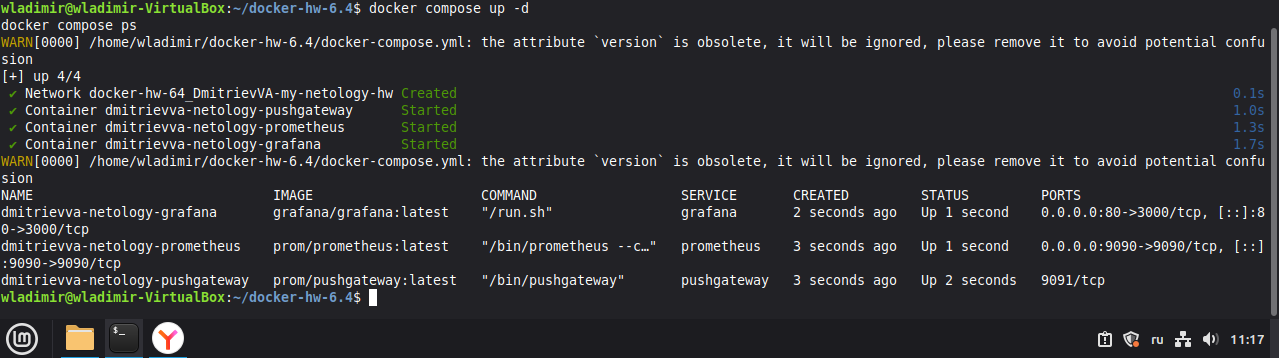 wladimir@wladimir-VirtualBox:~/docker-hw-6.4$ docker compose up -d
docker compose ps
WARN[0000] /home/wladimir/docker-hw-6.4/docker-compose.yml: the attribute `version` is obsolete, it will be ignored, please remove it to avoid potential confu
sion
[+] up 4/4
✔ Network docker-hw-64_DmitrievVA-my-netology-hw Created 0.1s
✔ Container dmitrievva-netology-pushgateway Started 1.0s
✔ Container dmitrievva-netology-prometheus Started 1.3s
✔ Container dmitrievva-netology-grafana Started 1.7s
WARN[0000] /home/wladimir/docker-hw-6.4/docker-compose.yml: the attribute `version` is obsolete, it will be ignored, please remove it to avoid potential confu
sion
NAME IMAGE COMMAND SERVICE CREATED STATUS PORTS
dmitrievva-netology-grafana grafana/grafana:latest "/run.sh" grafana 2 seconds ago Up 1 second 0.0.0.0:80->3000/tcp, [::]:8
0->3000/tcp
dmitrievva-netology-prometheus prom/prometheus:latest "/bin/prometheus --c…" prometheus 3 seconds ago Up 1 second 0.0.0.0:9090->9090/tcp, [::]
:9090->9090/tcp
dmitrievva-netology-pushgateway prom/pushgateway:latest "/bin/pushgateway" pushgateway 3 seconds ago Up 2 seconds 9091/tcp
wladimir@wladimir-VirtualBox:~/docker-hw-6.4$
$_
ru 11:17